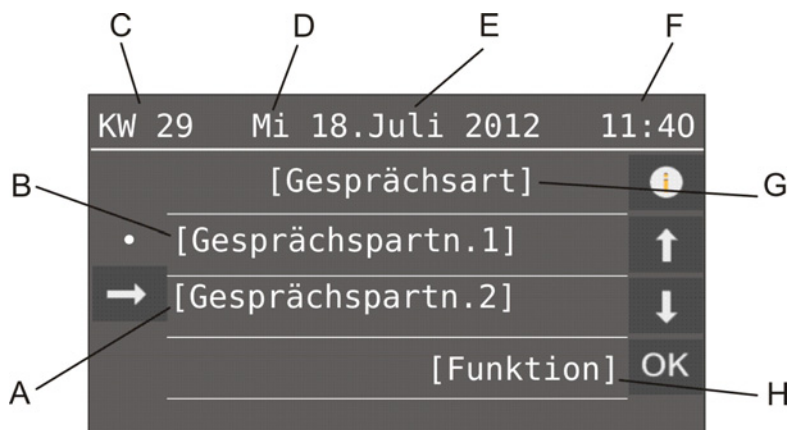 C D E F
KW 29 Mi 18.Juli 2012 11:40
[Gesprächsart] i G
B [Gesprächspartn.1]
[Gesprächspartn.2]
[Funktion] OK
A H